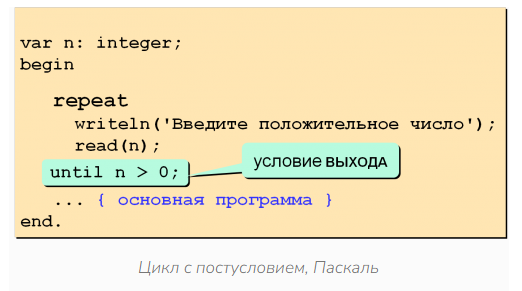 var n: integer;
begin
repeat
writeln('Введите положительное число');
read(n);
until n > 0;
условие ВЫХОДА
... { основная программа }
end.
Цикл с постусловием, Паскаль